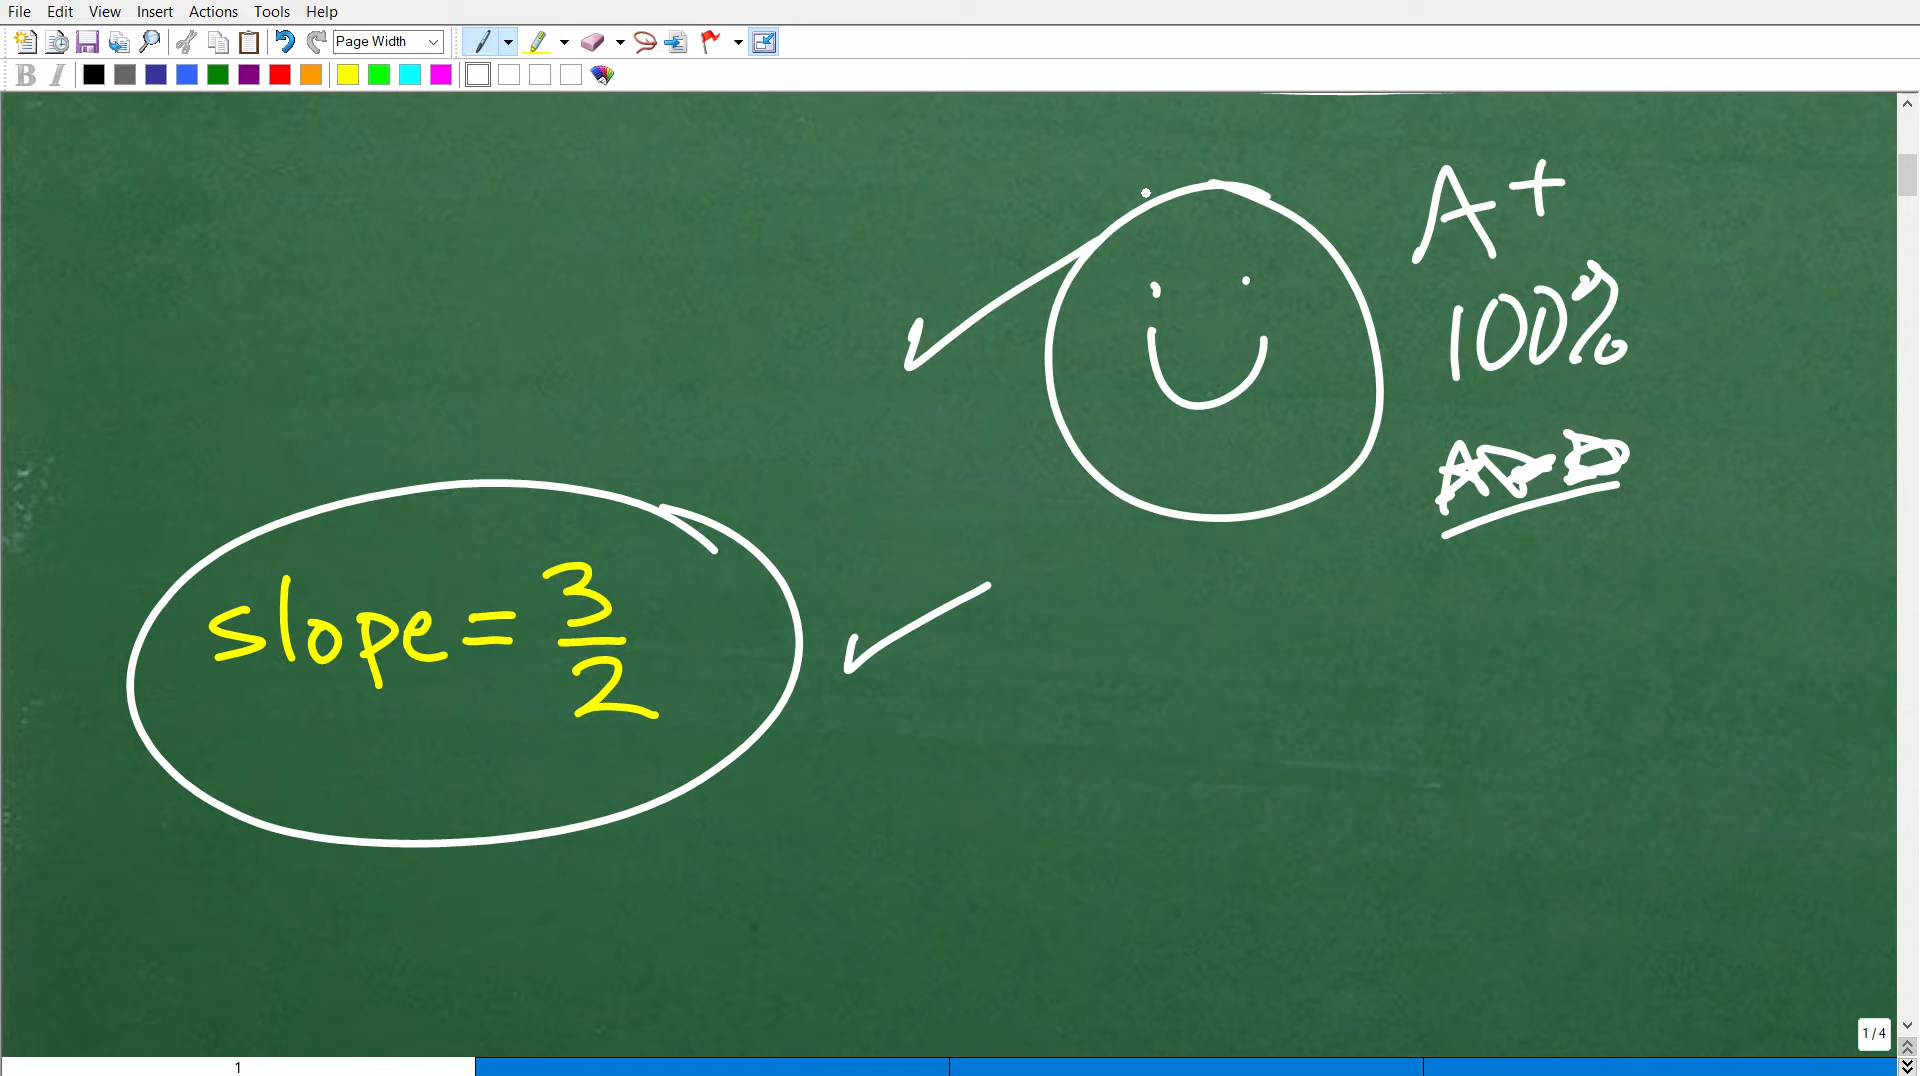 File Edit View Insert Actions Tools Help
Page Width
B I
A+
100%
slope = 3/2
1 / 4
1